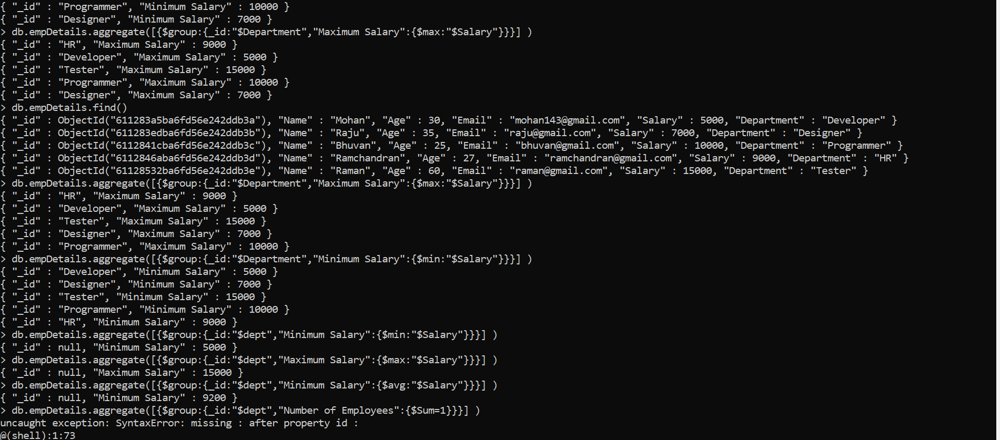 { "_id" : "Programmer", "Minimum Salary" : 10000 }
{ "_id" : "Designer", "Minimum Salary" : 7000 }
> db.empDetails.aggregate([{$group:{_id:"$Department","Maximum Salary":{$max:"$Salary"}}}] )
{ "_id" : "HR", "Maximum Salary" : 9000 }
{ "_id" : "Developer", "Maximum Salary" : 5000 }
{ "_id" : "Tester", "Maximum Salary" : 15000 }
{ "_id" : "Programmer", "Maximum Salary" : 10000 }
{ "_id" : "Designer", "Maximum Salary" : 7000 }
> db.empDetails.find()
{ "_id" : ObjectId("611283a5ba6fd56e242ddb3a"), "Name" : "Mohan", "Age" : 30, "Email" : "mohan143@gmail.com", "Salary" : 5000, "Department" : "Developer" }
{ "_id" : ObjectId("611283edba6fd56e242ddb3b"), "Name" : "Raju", "Age" : 35, "Email" : "raju@gmail.com", "Salary" : 7000, "Department" : "Designer" }
{ "_id" : ObjectId("6112841cba6fd56e242ddb3c"), "Name" : "Bhuvan", "Age" : 25, "Email" : "bhuvan@gmail.com", "Salary" : 10000, "Department" : "Programmer" }
{ "_id" : ObjectId("6112846aba6fd56e242ddb3d"), "Name" : "Ramchandran", "Age" : 27, "Email" : "ramchandran@gmail.com", "Salary" : 9000, "Department" : "HR" }
{ "_id" : ObjectId("61128532ba6fd56e242ddb3e"), "Name" : "Raman", "Age" : 60, "Email" : "raman@gmail.com", "Salary" : 15000, "Department" : "Tester" }
> db.empDetails.aggregate([{$group:{_id:"$Department","Maximum Salary":{$max:"$Salary"}}}] )
{ "_id" : "HR", "Maximum Salary" : 9000 }
{ "_id" : "Developer", "Maximum Salary" : 5000 }
{ "_id" : "Tester", "Maximum Salary" : 15000 }
{ "_id" : "Designer", "Maximum Salary" : 7000 }
{ "_id" : "Programmer", "Maximum Salary" : 10000 }
> db.empDetails.aggregate([{$group:{_id:"$Department","Minimum Salary":{$min:"$Salary"}}}] )
{ "_id" : "Developer", "Minimum Salary" : 5000 }
{ "_id" : "Designer", "Minimum Salary" : 7000 }
{ "_id" : "Tester", "Minimum Salary" : 15000 }
{ "_id" : "Programmer", "Minimum Salary" : 10000 }
{ "_id" : "HR", "Minimum Salary" : 9000 }
> db.empDetails.aggregate([{$group:{_id:"$dept","Minimum Salary":{$min:"$Salary"}}}] )
{ "_id" : null, "Minimum Salary" : 5000 }
> db.empDetails.aggregate([{$group:{_id:"$dept","Maximum Salary":{$max:"$Salary"}}}] )
{ "_id" : null, "Maximum Salary" : 15000 }
> db.empDetails.aggregate([{$group:{_id:"$dept","Minimum Salary":{$avg:"$Salary"}}}] )
{ "_id" : null, "Minimum Salary" : 9200 }
> db.empDetails.aggregate([{$group:{_id:"$dept","Number of Employees":{$Sum=1}}}] )
uncaught exception: SyntaxError: missing : after property id :
@(shell):1:73